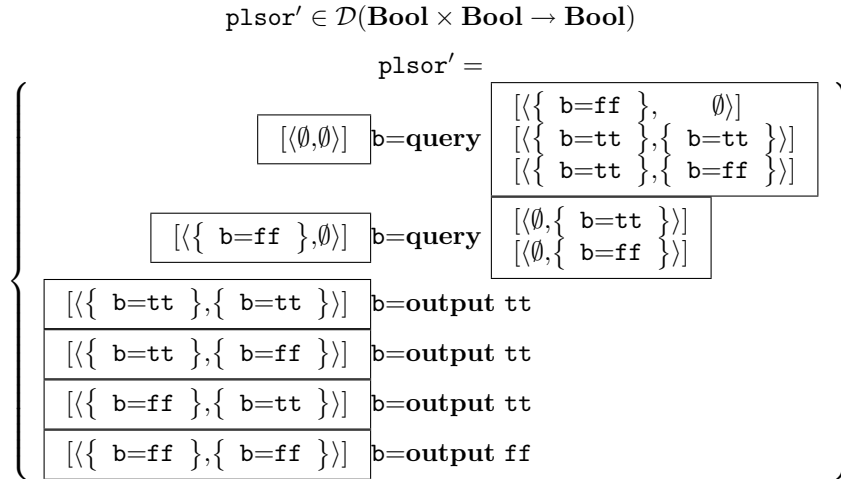 plsor′ ∈ 𝒟(Bool × Bool → Bool)
plsor′ =
[⟨∅,∅⟩] b=query [⟨{ b=ff }, ∅⟩]
[⟨{ b=tt },{ b=tt }⟩]
[⟨{ b=tt },{ b=ff }⟩]
[⟨{ b=ff },∅⟩] b=query [⟨∅,{ b=tt }⟩]
[⟨∅,{ b=ff }⟩]
[⟨{ b=tt },{ b=tt }⟩] b=output tt
[⟨{ b=tt },{ b=ff }⟩] b=output tt
[⟨{ b=ff },{ b=tt }⟩] b=output tt
[⟨{ b=ff },{ b=ff }⟩] b=output ff